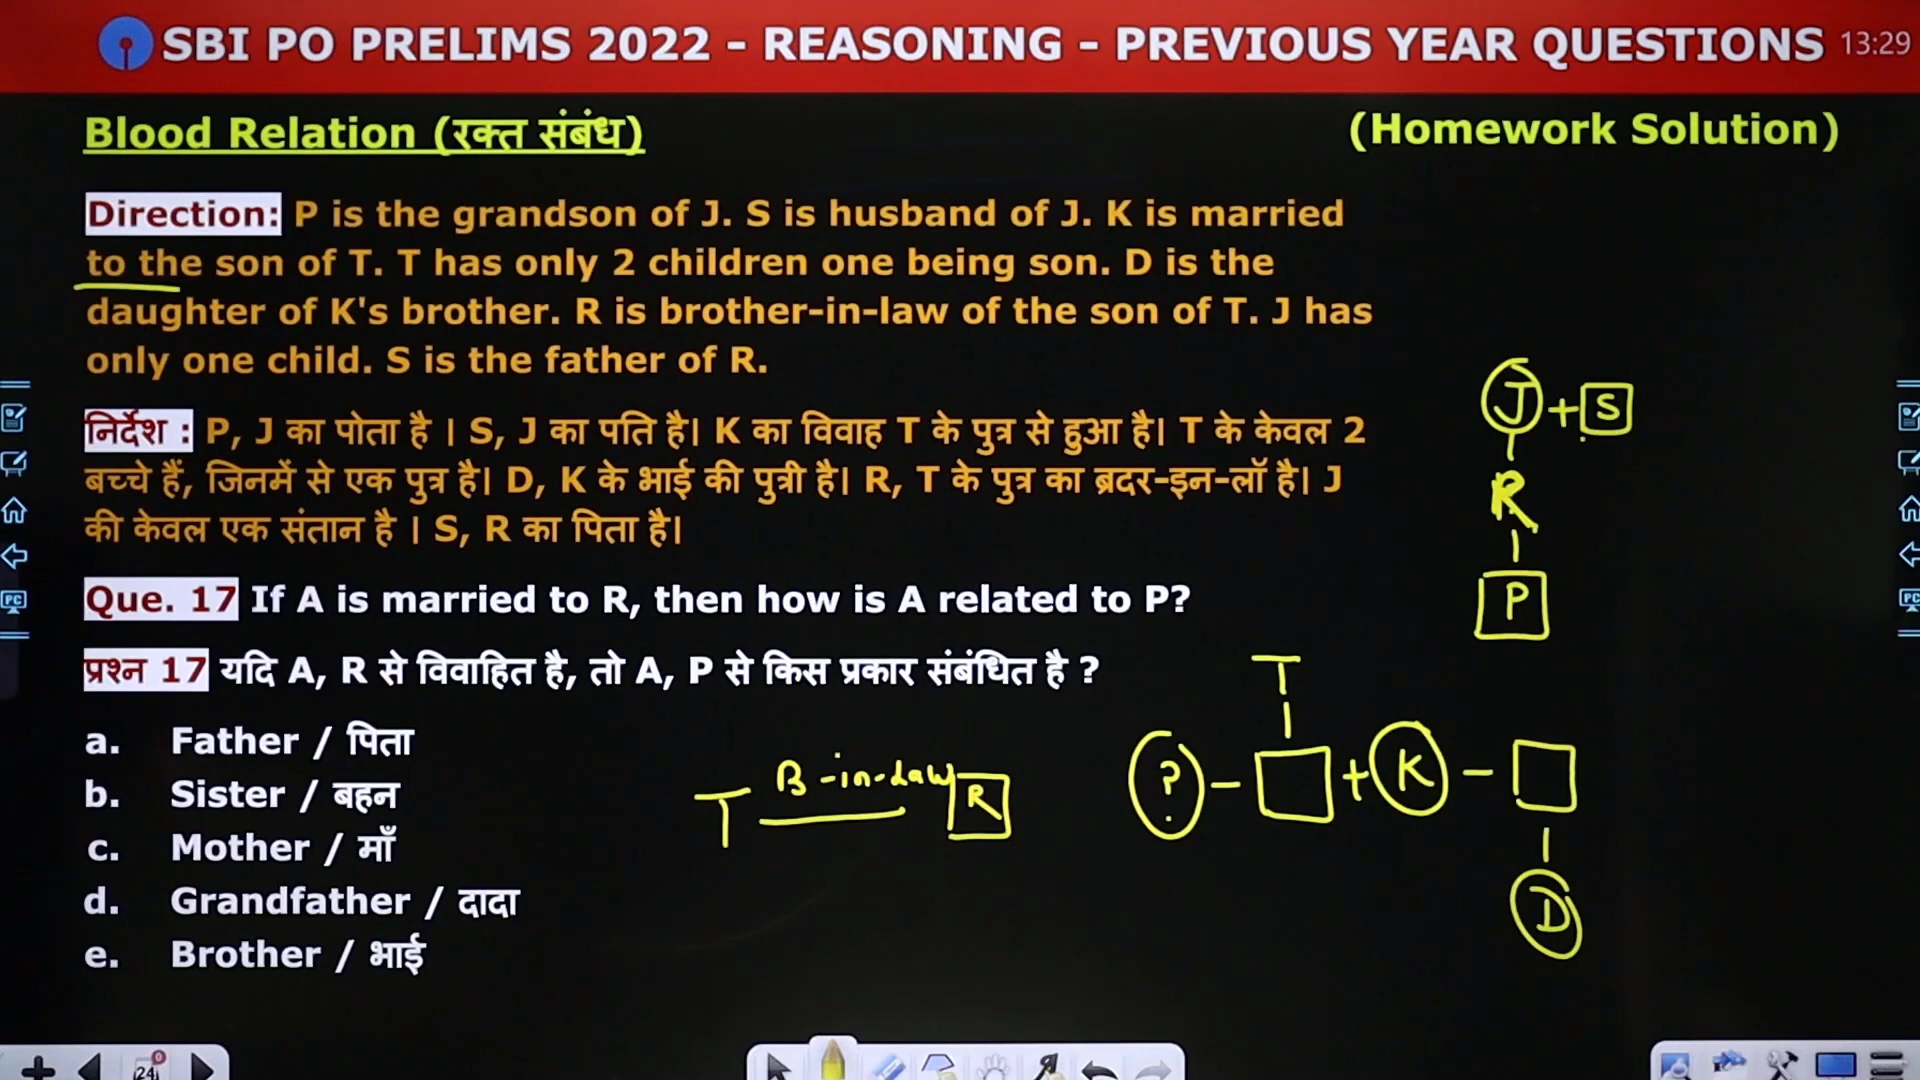 SBI PO PRELIMS 2022 - REASONING - PREVIOUS YEAR QUESTIONS 13:29
Blood Relation (रक्त संबंध) (Homework Solution)
Direction: P is the grandson of J. S is husband of J. K is married
to the son of T. T has only 2 children one being son. D is the
daughter of K's brother. R is brother-in-law of the son of T. J has
only one child. S is the father of R.
निर्देश : P, J का पोता है । S, J का पति है। K का विवाह T के पुत्र से हुआ है। T के केवल 2
बच्चे हैं, जिनमें से एक पुत्र है। D, K के भाई की पुत्री है। R, T के पुत्र का ब्रदर-इन-लॉ है। J
की केवल एक संतान है । S, R का पिता है।
J + S
R
P
Que. 17 If A is married to R, then how is A related to P?
प्रश्न 17 यदि A, R से विवाहित है, तो A, P से किस प्रकार संबंधित है ?
a. Father / पिता
b. Sister / बहन
c. Mother / माँ
d. Grandfather / दादा
e. Brother / भाई
T B-in-law R
T
? - + K -
D
24 0
PC
PC